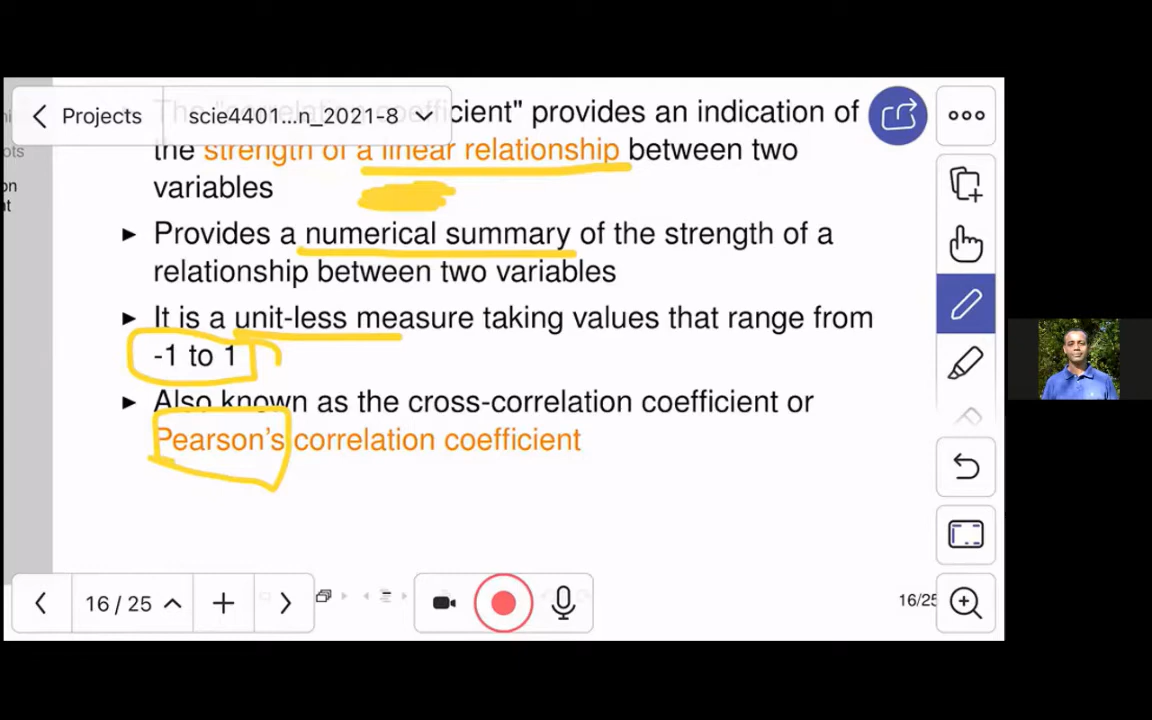 Projects
scie4401...n_2021-8
cient" provides an indication of
the strength of a linear relationship between two
variables
Provides a numerical summary of the strength of a
relationship between two variables
It is a unit-less measure taking values that range from
-1 to 1
Also known as the cross-correlation coefficient or
Pearson's correlation coefficient
16 / 25
16/25